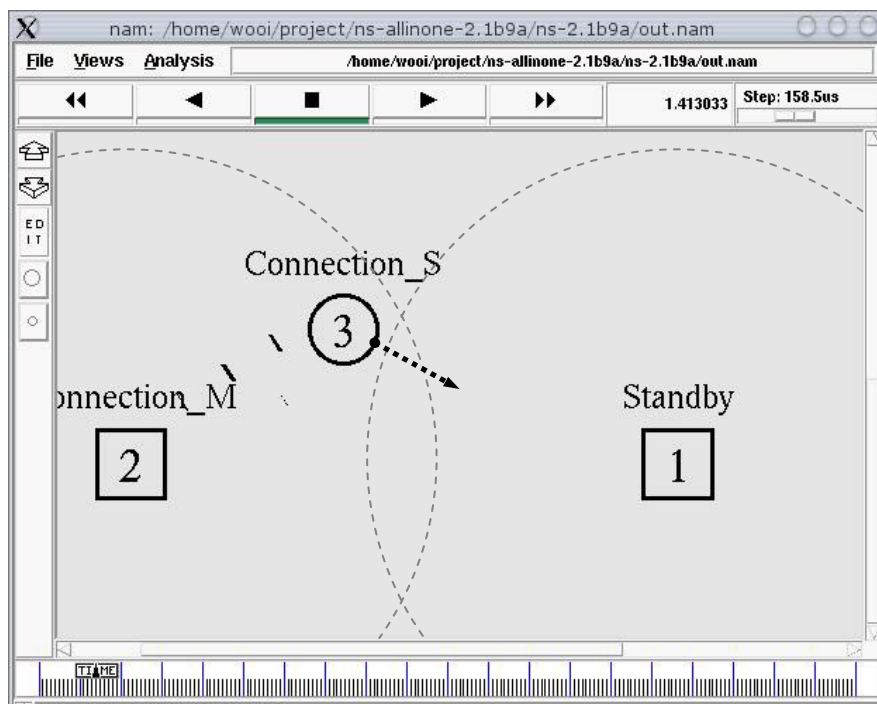 nam: /home/wooi/project/ns-allinone-2.1b9a/ns-2.1b9a/out.nam
File Views Analysis /home/wooi/project/ns-allinone-2.1b9a/ns-2.1b9a/out.nam
1.413033 Step: 158.5us
ED
IT
Connection_S
3
onnection_M
Standby
2
1
TIME